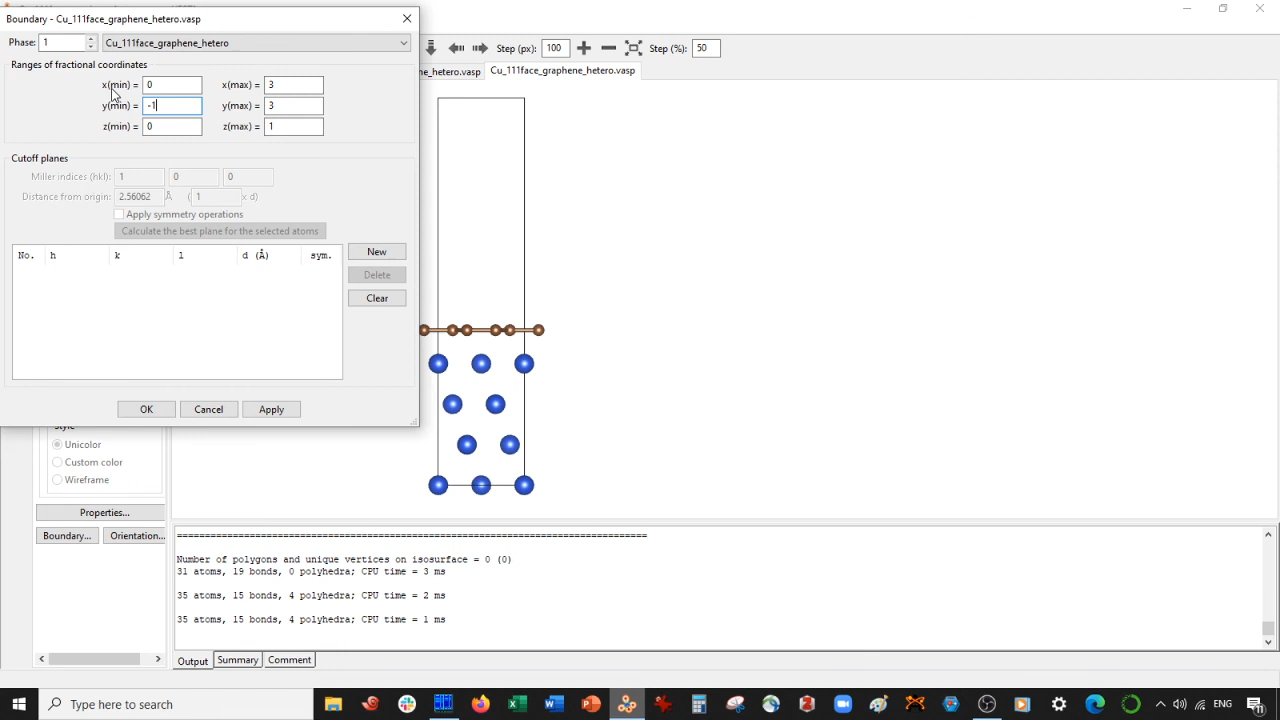 Boundary - Cu_111face_graphene_hetero.vasp
Phase: 1 Cu_111face_graphene_hetero
Step (px): 100 Step (%): 50
ne_hetero.vasp Cu_111face_graphene_hetero.vasp
Ranges of fractional coordinates
x(min) = 0 x(max) = 3
y(min) = -1 y(max) = 3
z(min) = 0 z(max) = 1
Cutoff planes
Miller indices (hkl): 1 0 0
Distance from origin: 2.56062 Å ( 1 x d)
Apply symmetry operations
Calculate the best plane for the selected atoms
No. h k l d (Å) sym.
New
Delete
Clear
OK Cancel Apply
Style
Unicolor
Custom color
Wireframe
Properties...
Boundary... Orientation...
Number of polygons and unique vertices on isosurface = 0 (0)
31 atoms, 19 bonds, 0 polyhedra; CPU time = 3 ms
35 atoms, 15 bonds, 4 polyhedra; CPU time = 2 ms
35 atoms, 15 bonds, 4 polyhedra; CPU time = 1 ms
Output Summary Comment
Type here to search
ENG
11